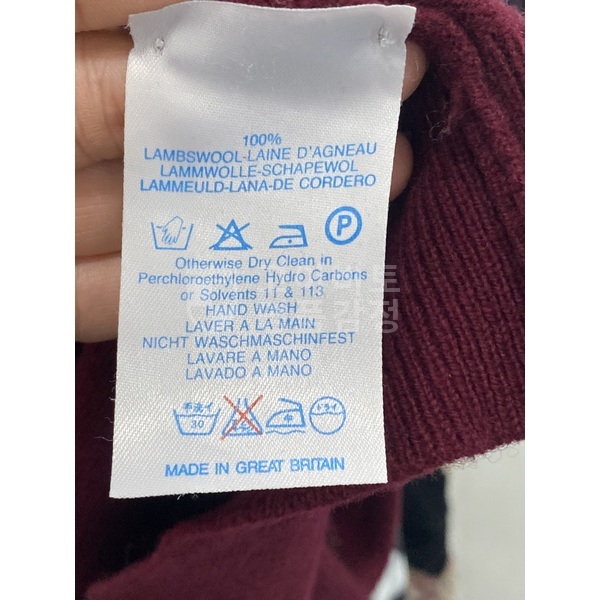 100%
LAMBSWOOL-LAINE D'AGNEAU
LAMMWOLLE-SCHAPEWOL
LAMMEULD-LANA-DE CORDERO
P
Otherwise Dry Clean in
Perchloroethylene Hydro Carbons
or Solvents 11 & 113
HAND WASH
LAVER A LA MAIN
NICHT WASCHMASCHINFEST
LAVARE A MANO
LAVADO A MANO
手洗イ
30
中
ドライ
MADE IN GREAT BRITAIN